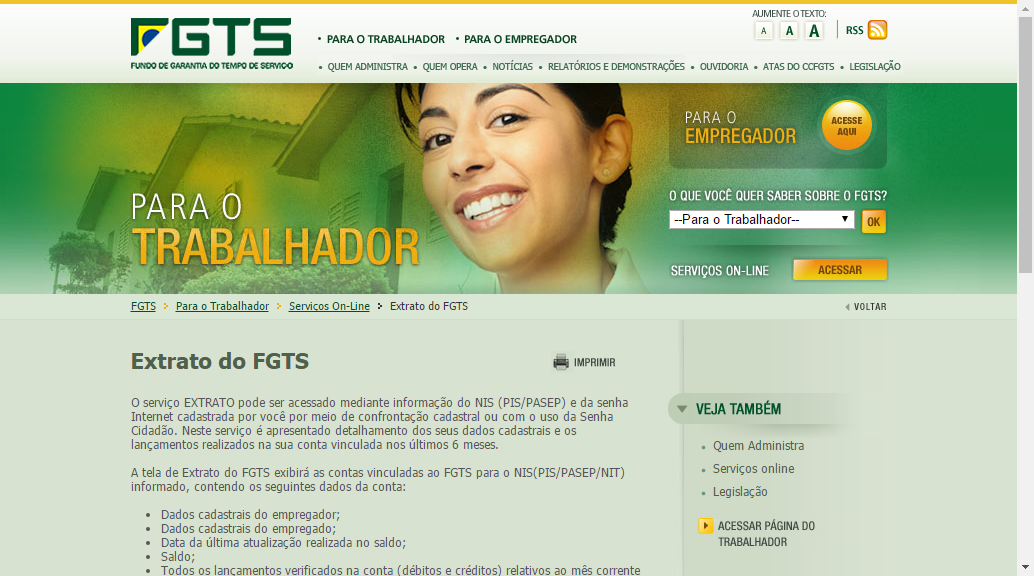 AUMENTE O TEXTO:
FGTS
FUNDO DE GARANTIA DO TEMPO DE SERVIÇO
• PARA O TRABALHADOR • PARA O EMPREGADOR
A A A
RSS
• QUEM ADMINISTRA • QUEM OPERA • NOTÍCIAS • RELATÓRIOS E DEMONSTRAÇÕES • OUVIDORIA • ATAS DO CCFGTS • LEGISLAÇÃO
PARA O
EMPREGADOR
ACESSE
AQUI
PARA O
TRABALHADOR
O QUE VOCÊ QUER SABER SOBRE O FGTS?
--Para o Trabalhador-- OK
SERVIÇOS ON-LINE ACESSAR
FGTS Para o Trabalhador Serviços On-Line Extrato do FGTS
VOLTAR
Extrato do FGTS
IMPRIMIR
O serviço EXTRATO pode ser acessado mediante informação do NIS (PIS/PASEP) e da senha
Internet cadastrada por você por meio de confrontação cadastral ou com o uso da Senha
Cidadão. Neste serviço é apresentado detalhamento dos seus dados cadastrais e os
lançamentos realizados na sua conta vinculada nos últimos 6 meses.
A tela de Extrato do FGTS exibirá as contas vinculadas ao FGTS para o NIS(PIS/PASEP/NIT)
informado, contendo os seguintes dados da conta:
• Dados cadastrais do empregador;
• Dados cadastrais do empregado;
• Data da última atualização realizada no saldo;
• Saldo;
• Todos os lançamentos verificados na conta (débitos e créditos) relativos ao mês corrente
VEJA TAMBÉM
• Quem Administra
• Serviços online
• Legislação
ACESSAR PÁGINA DO
TRABALHADOR